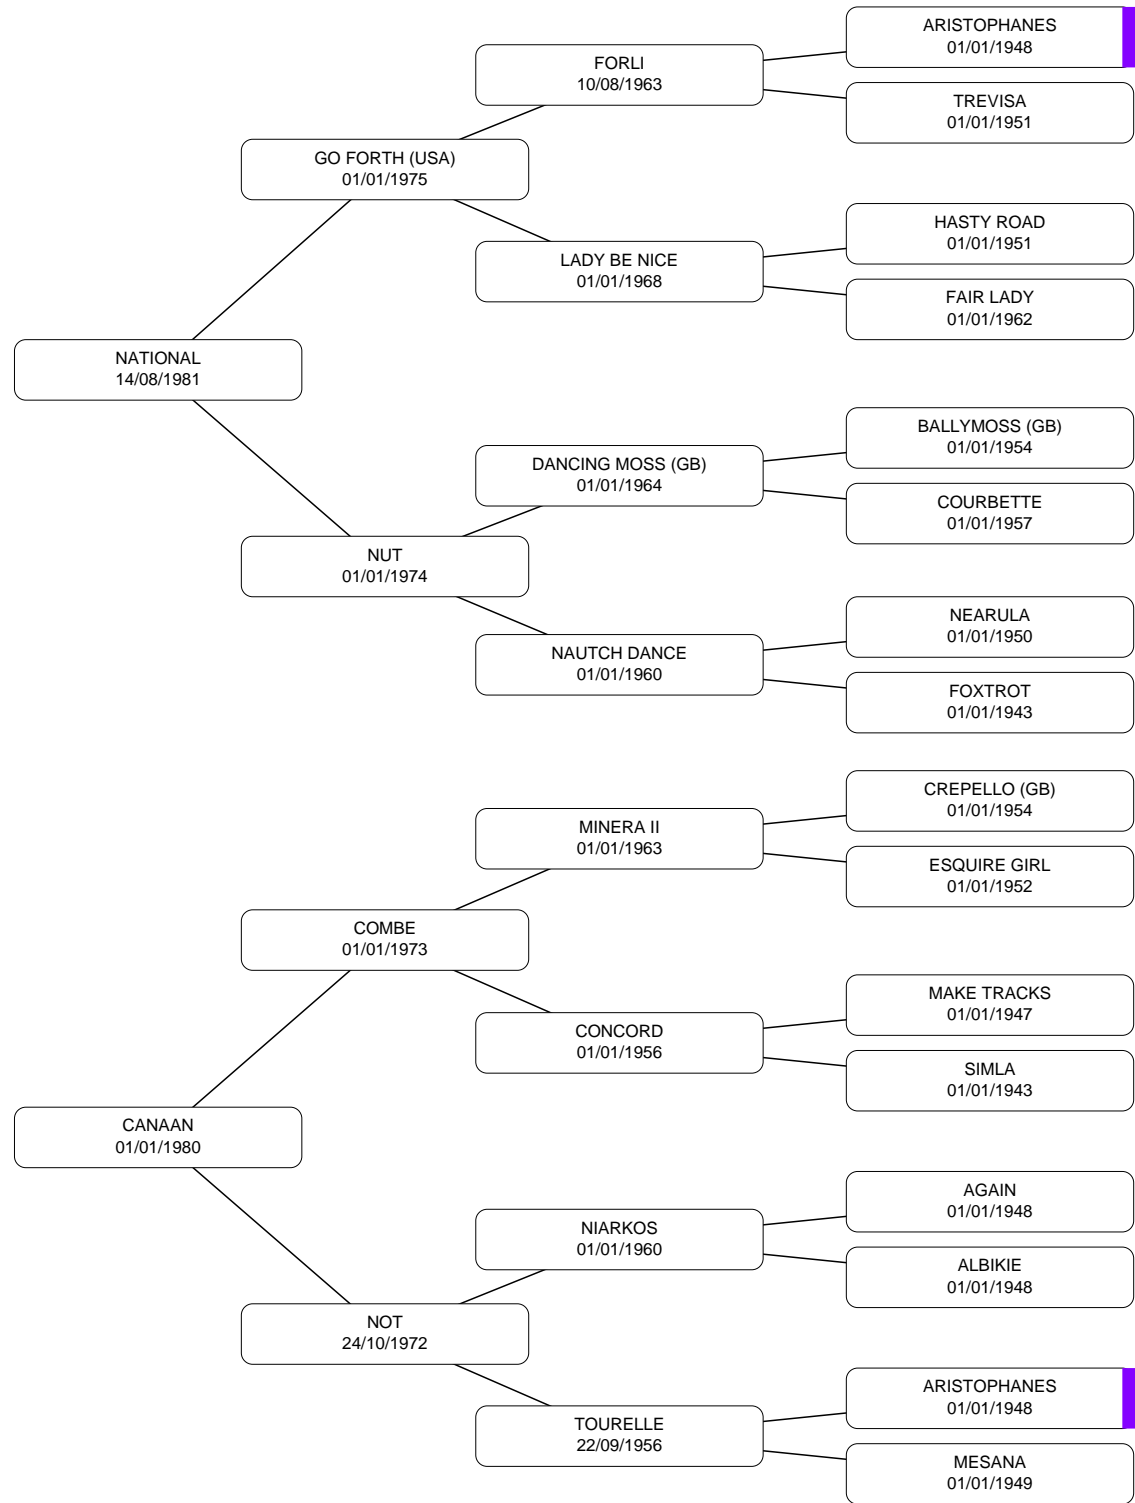 ARISTOPHANES
01/01/1948
FORLI
10/08/1963
TREVISA
01/01/1951
GO FORTH (USA)
01/01/1975
HASTY ROAD
01/01/1951
LADY BE NICE
01/01/1968
FAIR LADY
01/01/1962
NATIONAL
14/08/1981
BALLYMOSS (GB)
01/01/1954
DANCING MOSS (GB)
01/01/1964
COURBETTE
01/01/1957
NUT
01/01/1974
NEARULA
01/01/1950
NAUTCH DANCE
01/01/1960
FOXTROT
01/01/1943
CREPELLO (GB)
01/01/1954
MINERA II
01/01/1963
ESQUIRE GIRL
01/01/1952
COMBE
01/01/1973
MAKE TRACKS
01/01/1947
CONCORD
01/01/1956
SIMLA
01/01/1943
CANAAN
01/01/1980
AGAIN
01/01/1948
NIARKOS
01/01/1960
ALBIKIE
01/01/1948
NOT
24/10/1972
ARISTOPHANES
01/01/1948
TOURELLE
22/09/1956
MESANA
01/01/1949